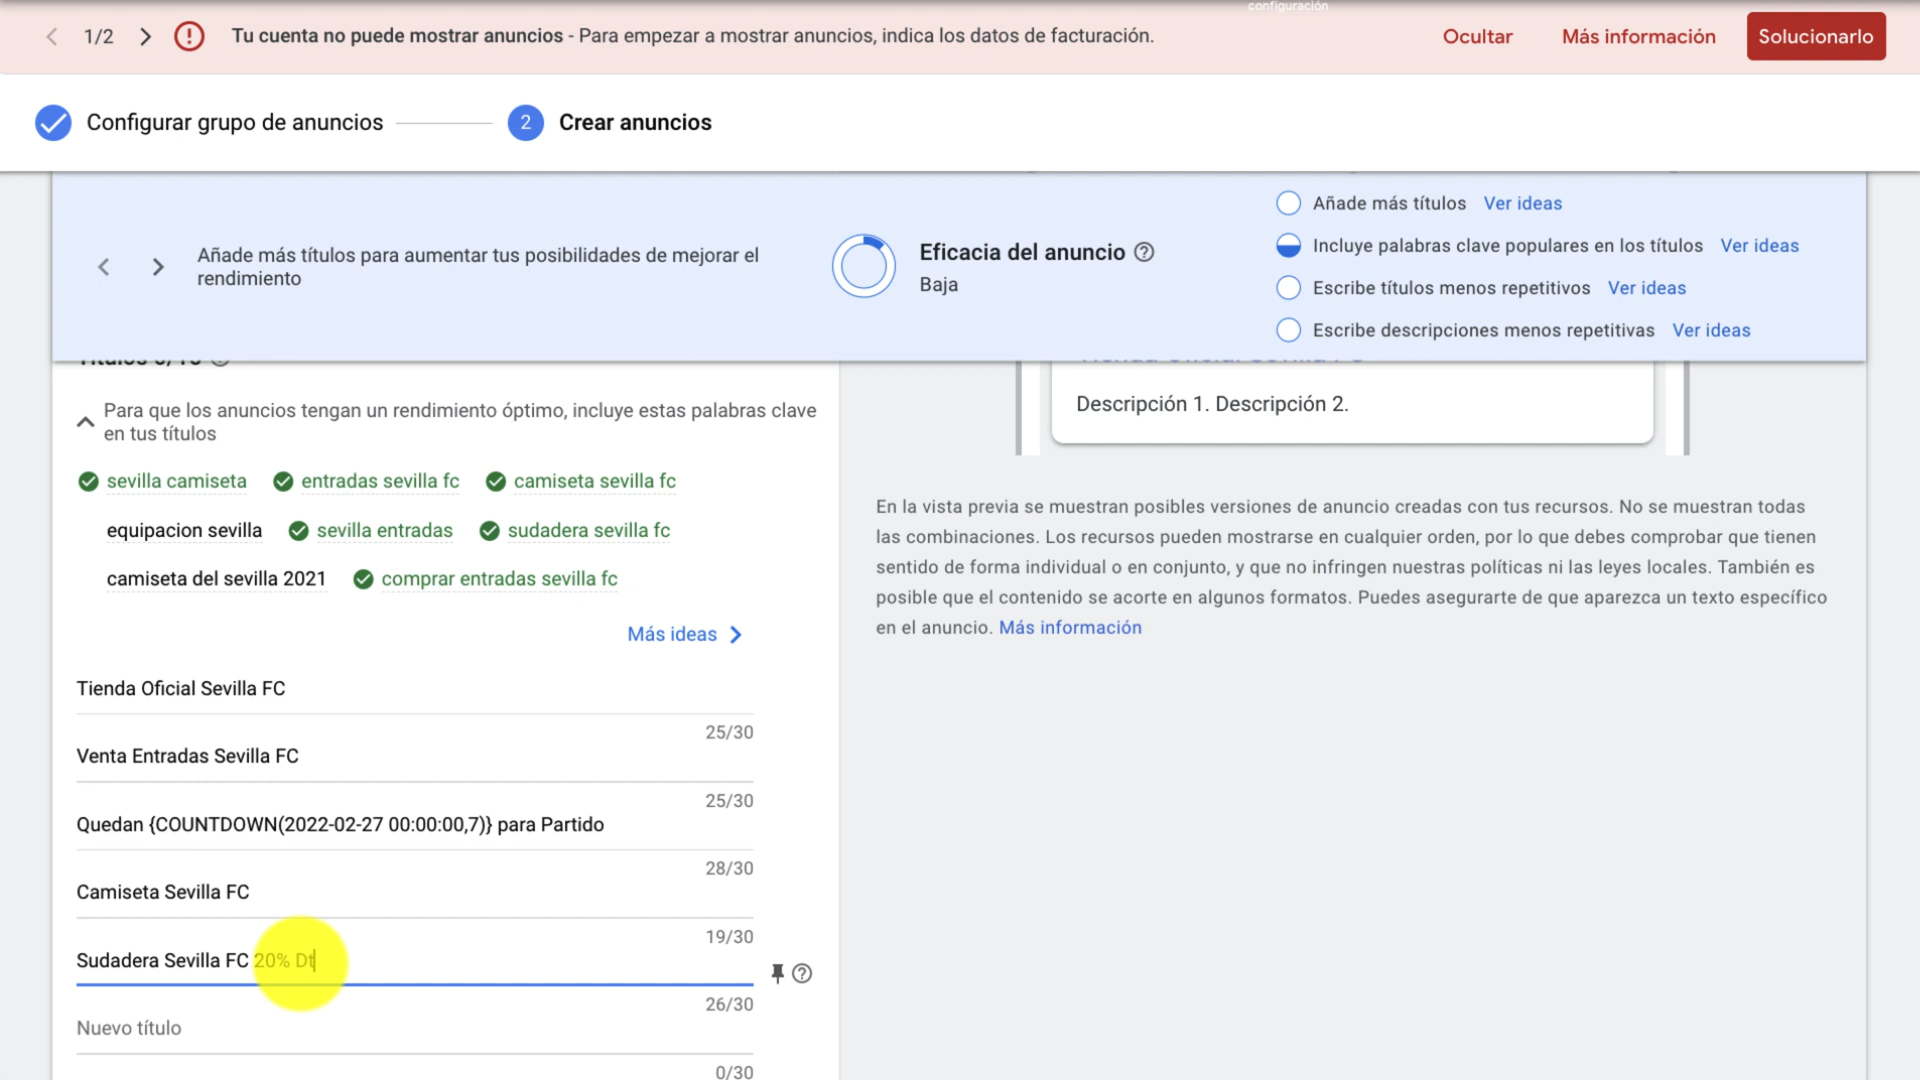 configuración
1/2
Tu cuenta no puede mostrar anuncios - Para empezar a mostrar anuncios, indica los datos de facturación.
Ocultar
Más información
Solucionarlo
Configurar grupo de anuncios
2
Crear anuncios
Añade más títulos para aumentar tus posibilidades de mejorar el
rendimiento
Eficacia del anuncio
Baja
Añade más títulos Ver ideas
Incluye palabras clave populares en los títulos Ver ideas
Escribe títulos menos repetitivos Ver ideas
Escribe descripciones menos repetitivas Ver ideas
Para que los anuncios tengan un rendimiento óptimo, incluye estas palabras clave
en tus títulos
sevilla camiseta entradas sevilla fc camiseta sevilla fc
equipacion sevilla sevilla entradas sudadera sevilla fc
camiseta del sevilla 2021 comprar entradas sevilla fc
Más ideas
Tienda Oficial Sevilla FC
25/30
Venta Entradas Sevilla FC
25/30
Quedan {COUNTDOWN(2022-02-27 00:00:00,7)} para Partido
28/30
Camiseta Sevilla FC
19/30
Sudadera Sevilla FC 20% Dt
26/30
Nuevo título
0/30
Tienda Oficial Sevilla FC
Descripción 1. Descripción 2.
En la vista previa se muestran posibles versiones de anuncio creadas con tus recursos. No se muestran todas
las combinaciones. Los recursos pueden mostrarse en cualquier orden, por lo que debes comprobar que tienen
sentido de forma individual o en conjunto, y que no infringen nuestras políticas ni las leyes locales. También es
posible que el contenido se acorte en algunos formatos. Puedes asegurarte de que aparezca un texto específico
en el anuncio. Más información